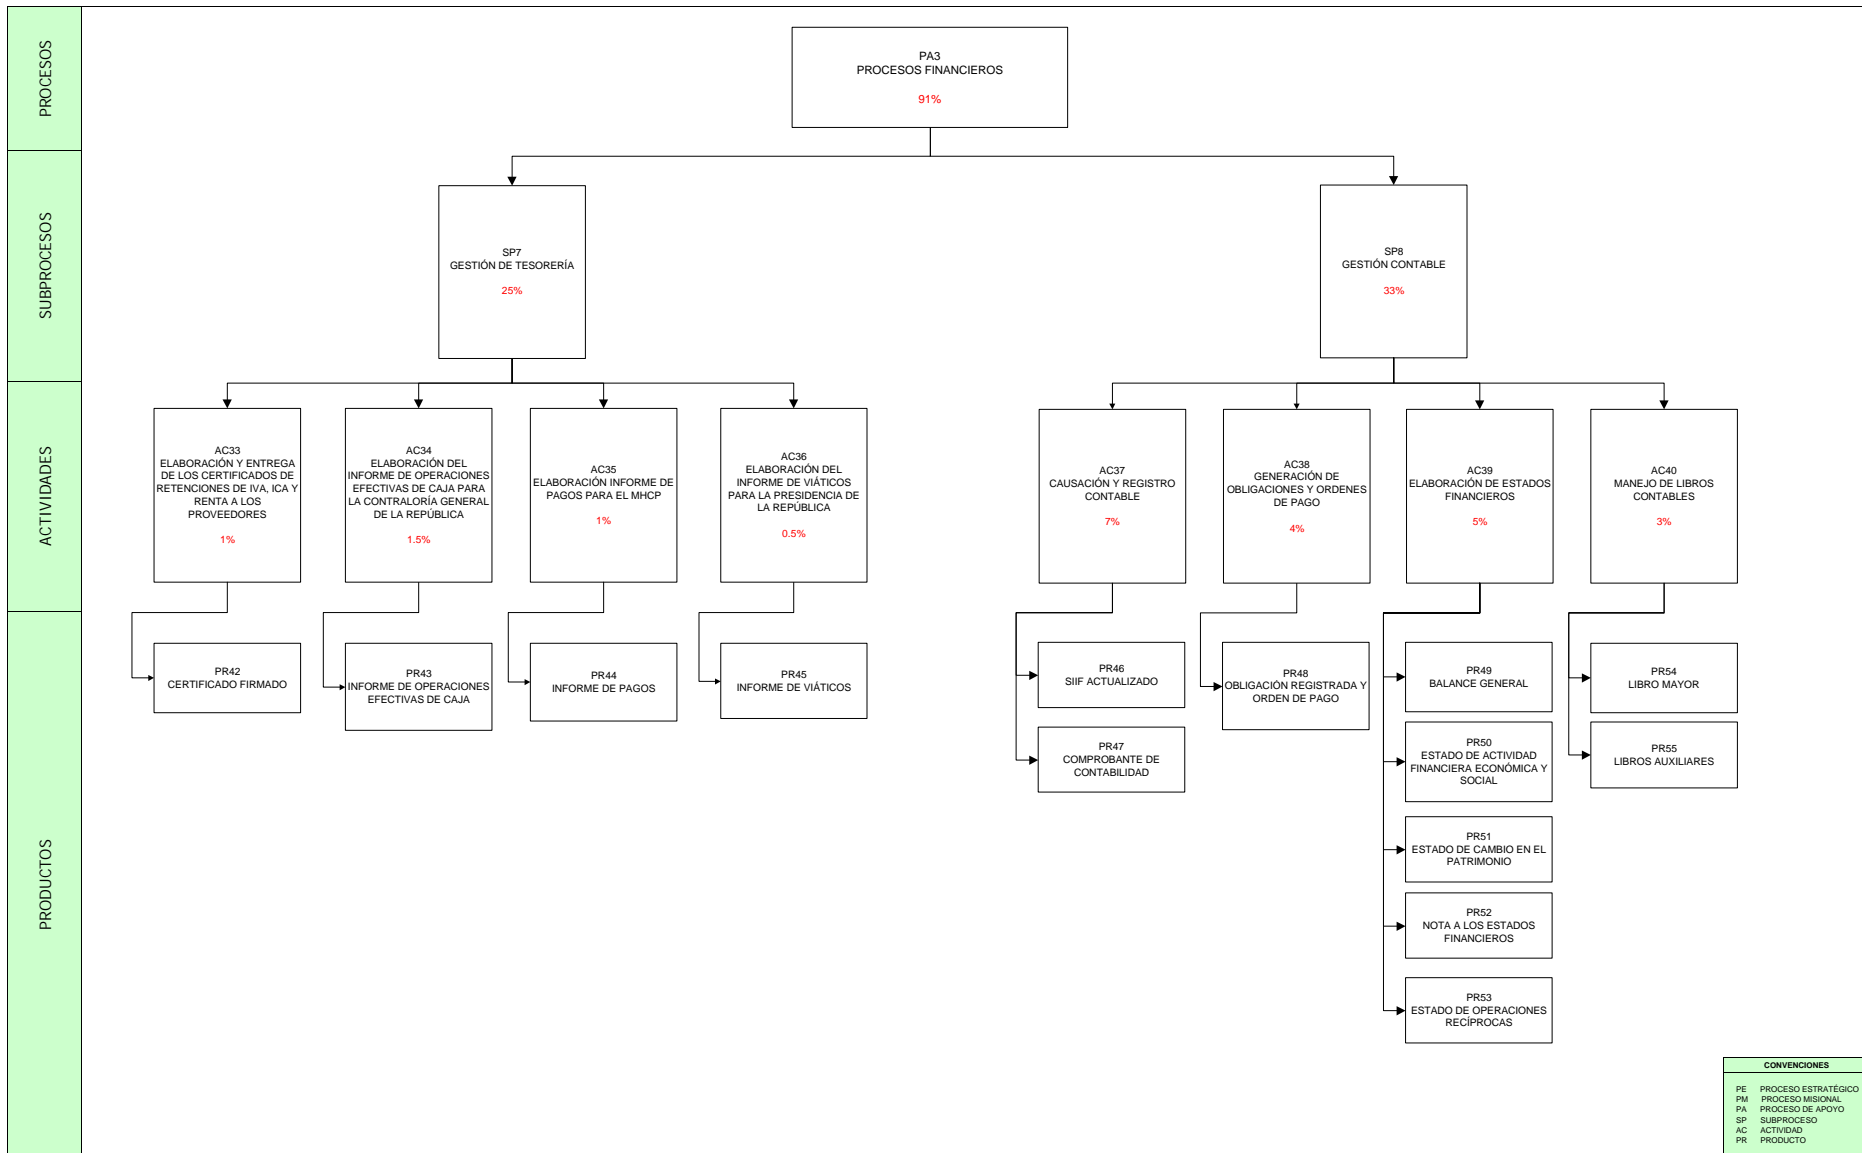 PROCESOS
PA3
PROCESOS FINANCIEROS
91%
SUBPROCESOS
SP7
GESTIÓN DE TESORERÍA
25%
SP8
GESTIÓN CONTABLE
33%
ACTIVIDADES
AC33
ELABORACIÓN Y ENTREGA
DE LOS CERTIFICADOS DE
RETENCIONES DE IVA, ICA Y
RENTA A LOS
PROVEEDORES
1%
AC34
ELABORACIÓN DEL
INFORME DE OPERACIONES
EFECTIVAS DE CAJA PARA
LA CONTRALORÍA GENERAL
DE LA REPÚBLICA
1.5%
AC35
ELABORACIÓN INFORME DE
PAGOS PARA EL MHCP
1%
AC36
ELABORACIÓN DEL
INFORME DE VIÁTICOS
PARA LA PRESIDENCIA DE
LA REPÚBLICA
0.5%
AC37
CAUSACIÓN Y REGISTRO
CONTABLE
7%
AC38
GENERACIÓN DE
OBLIGACIONES Y ORDENES
DE PAGO
4%
AC39
ELABORACIÓN DE ESTADOS
FINANCIEROS
5%
AC40
MANEJO DE LIBROS
CONTABLES
3%
PRODUCTOS
PR42
CERTIFICADO FIRMADO
PR43
INFORME DE OPERACIONES
EFECTIVAS DE CAJA
PR44
INFORME DE PAGOS
PR45
INFORME DE VIÁTICOS
PR46
SIIF ACTUALIZADO
PR47
COMPROBANTE DE
CONTABILIDAD
PR48
OBLIGACIÓN REGISTRADA Y
ORDEN DE PAGO
PR49
BALANCE GENERAL
PR50
ESTADO DE ACTIVIDAD
FINANCIERA ECONÓMICA Y
SOCIAL
PR51
ESTADO DE CAMBIO EN EL
PATRIMONIO
PR52
NOTA A LOS ESTADOS
FINANCIEROS
PR53
ESTADO DE OPERACIONES
RECÍPROCAS
PR54
LIBRO MAYOR
PR55
LIBROS AUXILIARES
CONVENCIONES
PE PROCESO ESTRATÉGICO
PM PROCESO MISIONAL
PA PROCESO DE APOYO
SP SUBPROCESO
AC ACTIVIDAD
PR PRODUCTO